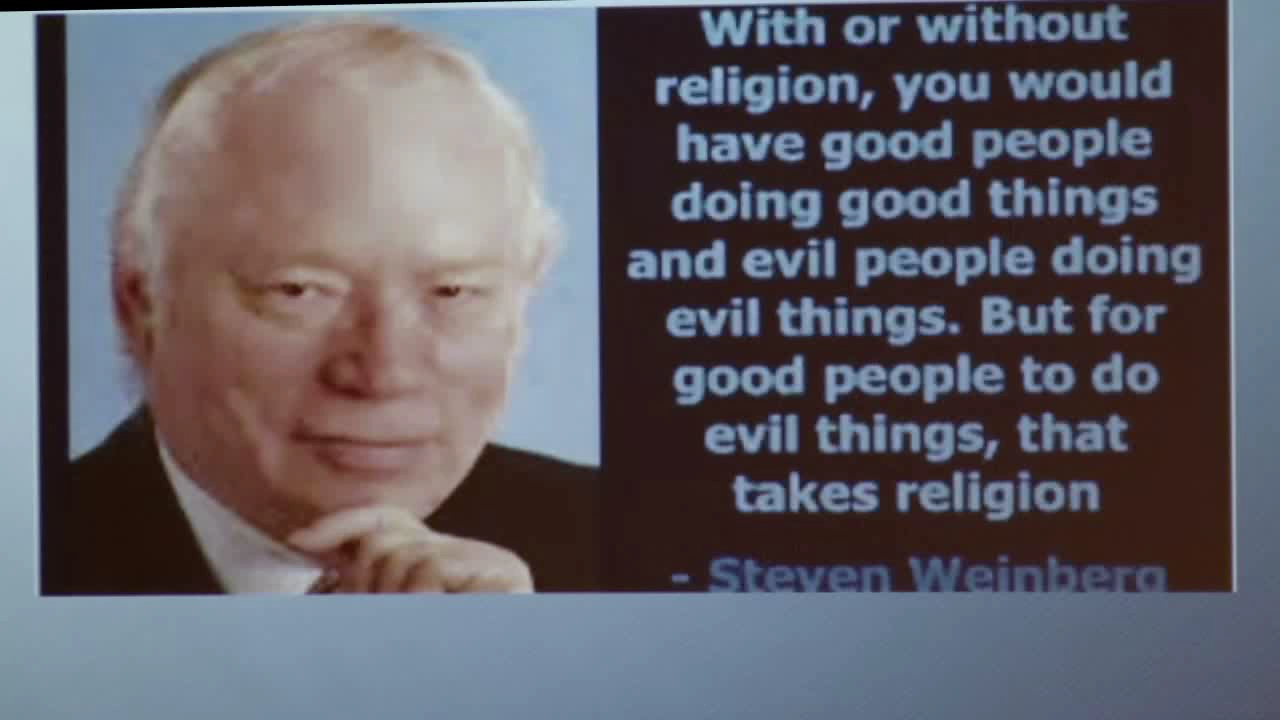 With or without
religion, you would
have good people
doing good things
and evil people doing
evil things. But for
good people to do
evil things, that
takes religion
- Steven Weinberg